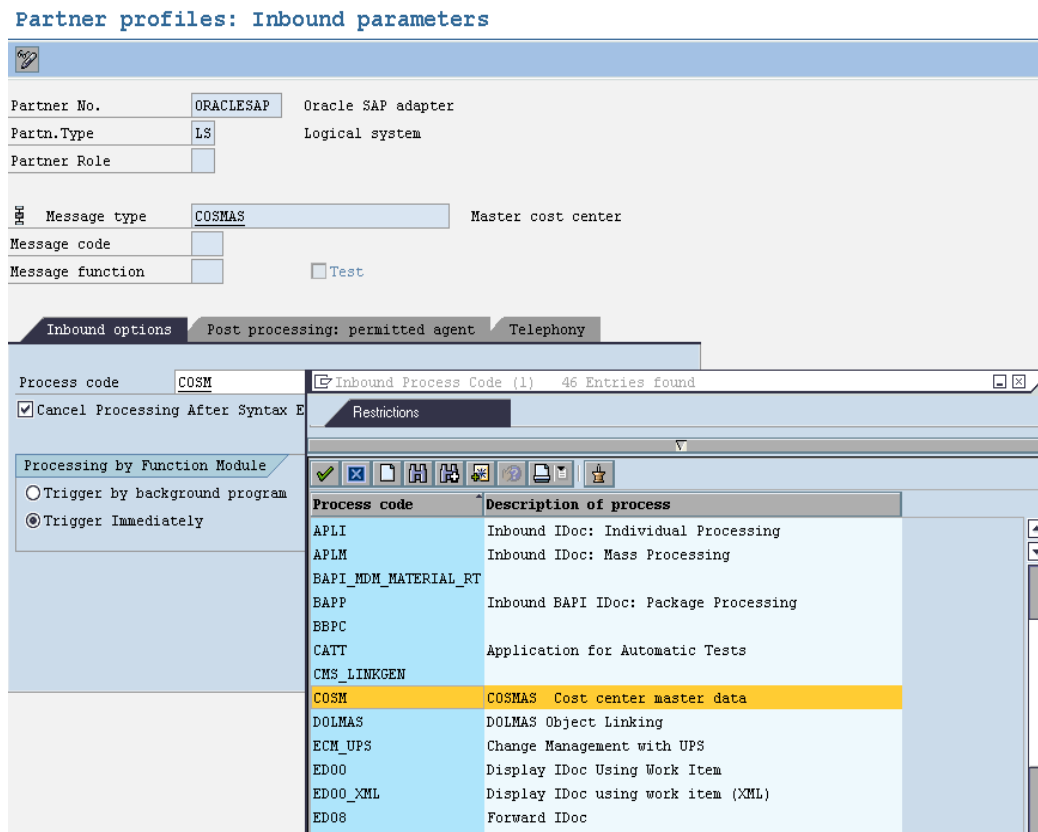 Partner profiles: Inbound parameters
Partner No. ORACLESAP Oracle SAP adapter
Partn.Type LS Logical system
Partner Role
Message type COSMAS Master cost center
Message code
Message function Test
Inbound options Post processing: permitted agent Telephony
Process code COSM
Cancel Processing After Syntax E
Processing by Function Module
Trigger by background program
Trigger Immediately
Inbound Process Code (1) 46 Entries found
Restrictions
Process code Description of process
APLI Inbound IDoc: Individual Processing
APLM Inbound IDoc: Mass Processing
BAPI_MDM_MATERIAL_RT
BAPP Inbound BAPI IDoc: Package Processing
BBPC
CATT Application for Automatic Tests
CMS_LINKGEN
COSM COSMAS Cost center master data
DOLMAS DOLMAS Object Linking
ECM_UPS Change Management with UPS
ED00 Display IDoc Using Work Item
ED00_XML Display IDoc using work item (XML)
ED08 Forward IDoc